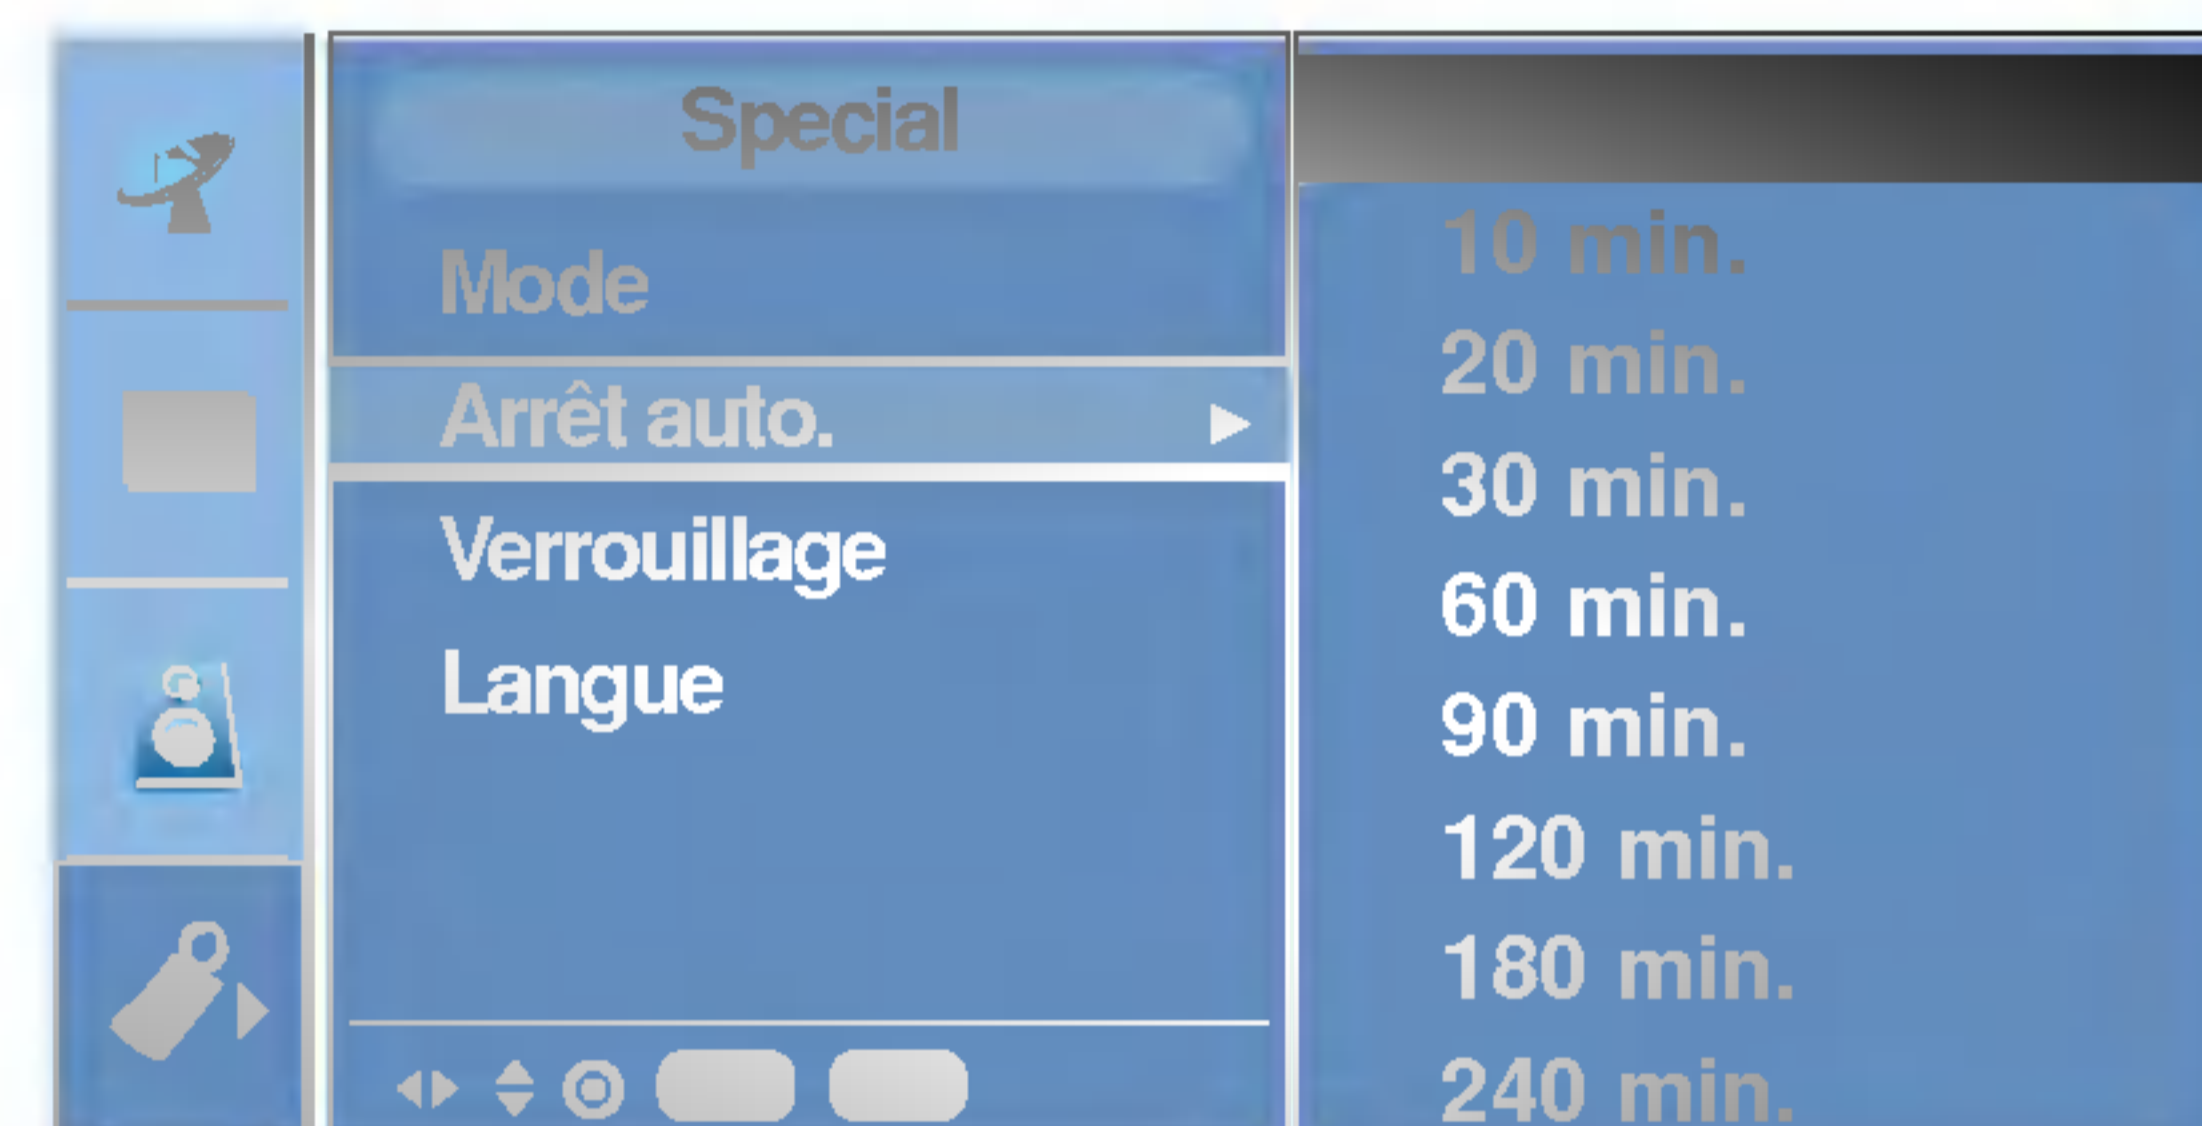 Special
Mode
Arrêt auto.
Verrouillage
Langue
10 min.
20 min.
30 min.
60 min.
90 min.
120 min.
180 min.
240 min.